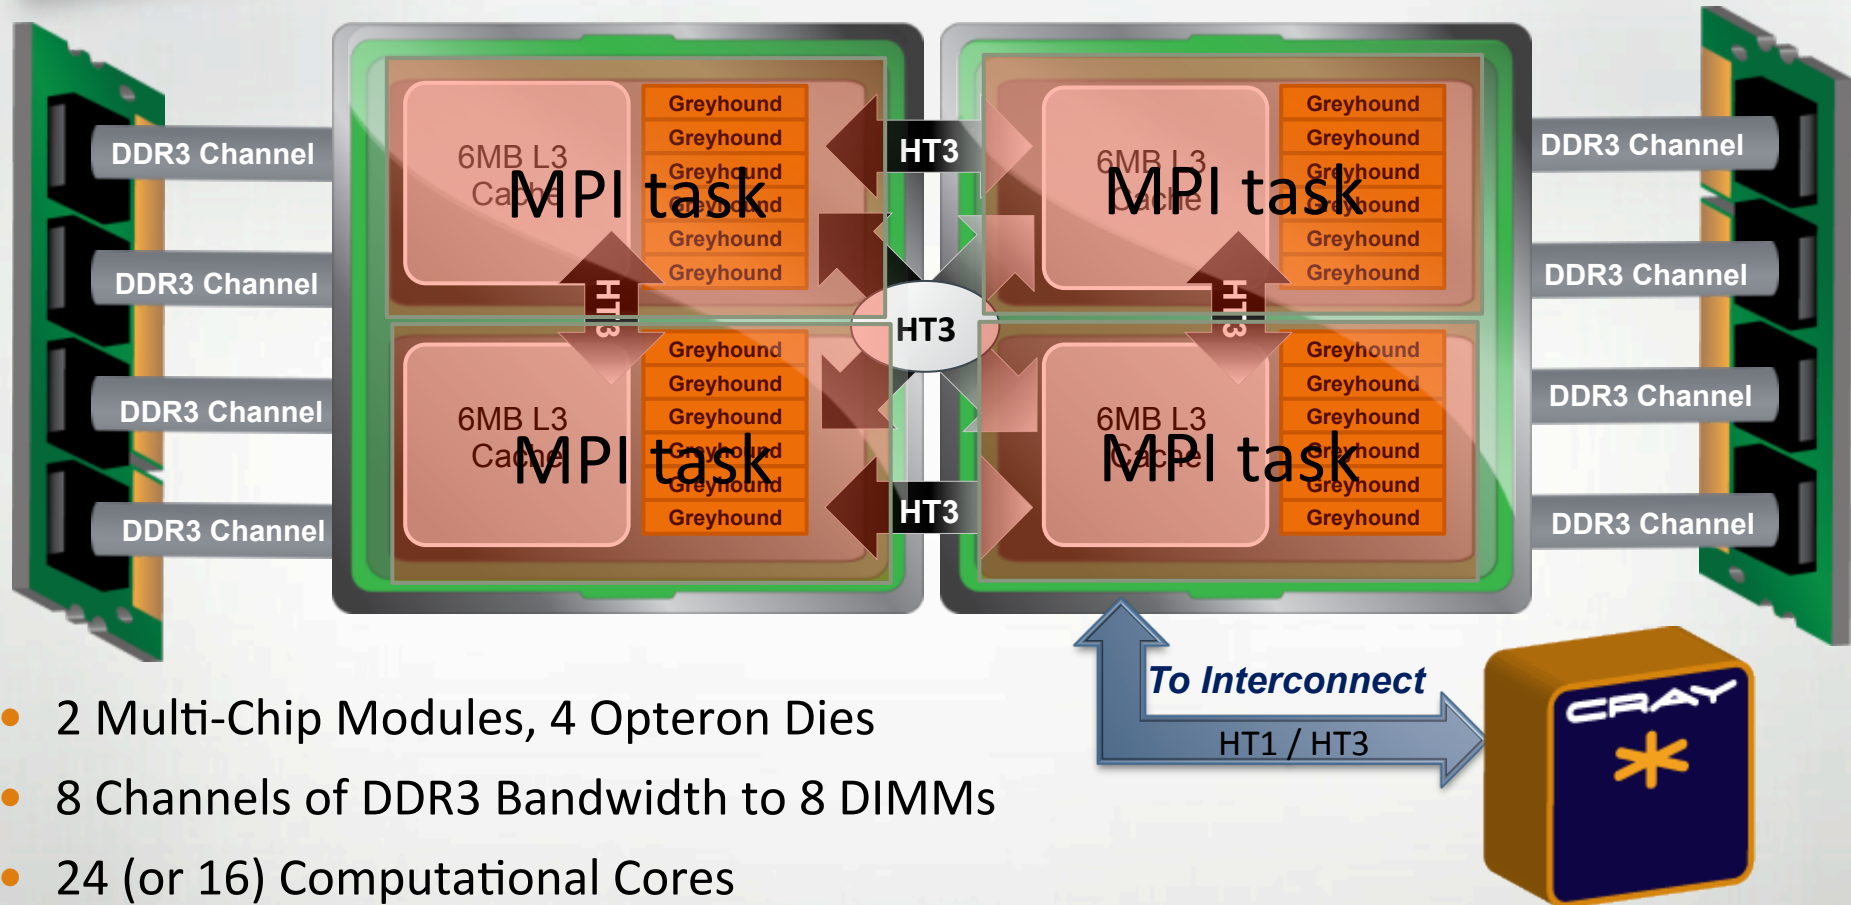 DDR3 Channel
DDR3 Channel
DDR3 Channel
DDR3 Channel
6MB L3
Cache
Greyhound
Greyhound
Greyhound
Greyhound
Greyhound
Greyhound
MPI task
HT3
6MB L3
Cache
Greyhound
Greyhound
Greyhound
Greyhound
Greyhound
Greyhound
MPI task
HT3
HT3
HT3
6MB L3
Cache
Greyhound
Greyhound
Greyhound
Greyhound
Greyhound
Greyhound
MPI task
HT3
6MB L3
Cache
Greyhound
Greyhound
Greyhound
Greyhound
Greyhound
Greyhound
MPI task
DDR3 Channel
DDR3 Channel
DDR3 Channel
DDR3 Channel
To Interconnect
HT1 / HT3
CRAY
• 2 Multi-Chip Modules, 4 Opteron Dies
• 8 Channels of DDR3 Bandwidth to 8 DIMMs
• 24 (or 16) Computational Cores